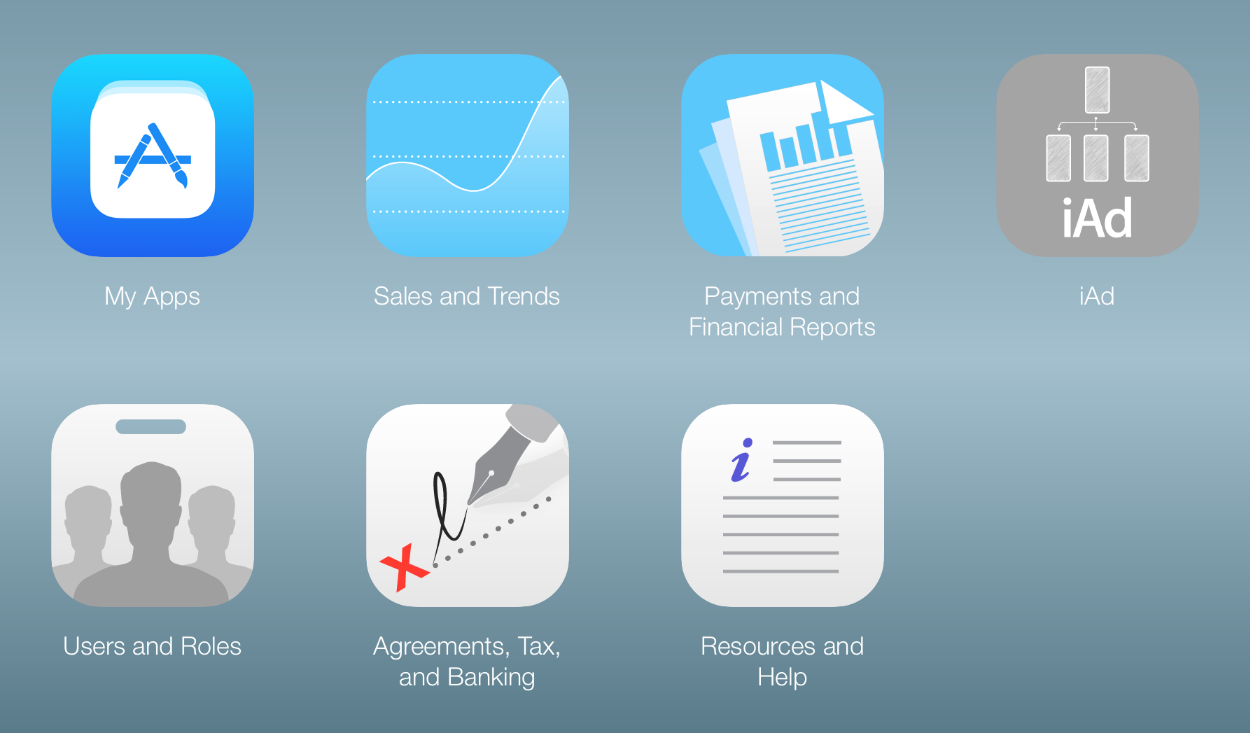 iAd
My Apps
Sales and Trends
Payments and
Financial Reports
iAd
Users and Roles
Agreements, Tax,
and Banking
Resources and
Help